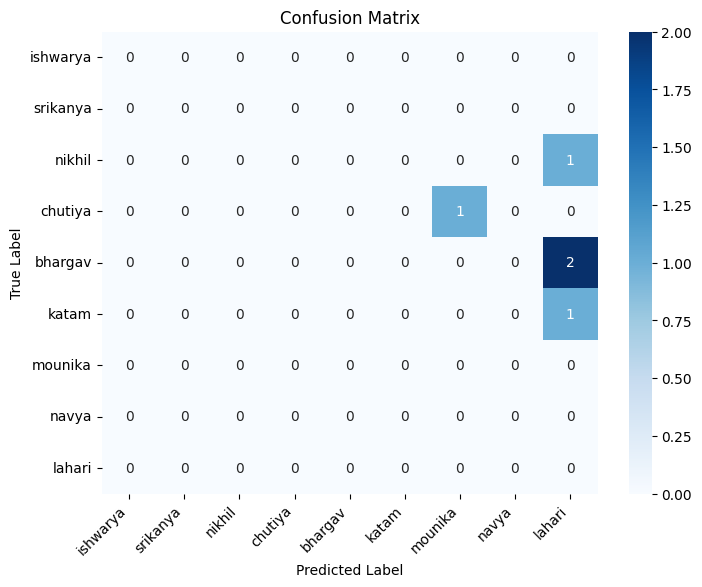 Confusion Matrix
ishwarya 0 0 0 0 0 0 0 0 0
srikanya 0 0 0 0 0 0 0 0 0
nikhil 0 0 0 0 0 0 0 0 1
chutiya 0 0 0 0 0 0 1 0 0
bhargav 0 0 0 0 0 0 0 0 2
katam 0 0 0 0 0 0 0 0 1
mounika 0 0 0 0 0 0 0 0 0
navya 0 0 0 0 0 0 0 0 0
lahari 0 0 0 0 0 0 0 0 0
True Label
ishwarya srikanya nikhil chutiya bhargav katam mounika navya lahari
Predicted Label
2.00
1.75
1.50
1.25
1.00
0.75
0.50
0.25
0.00